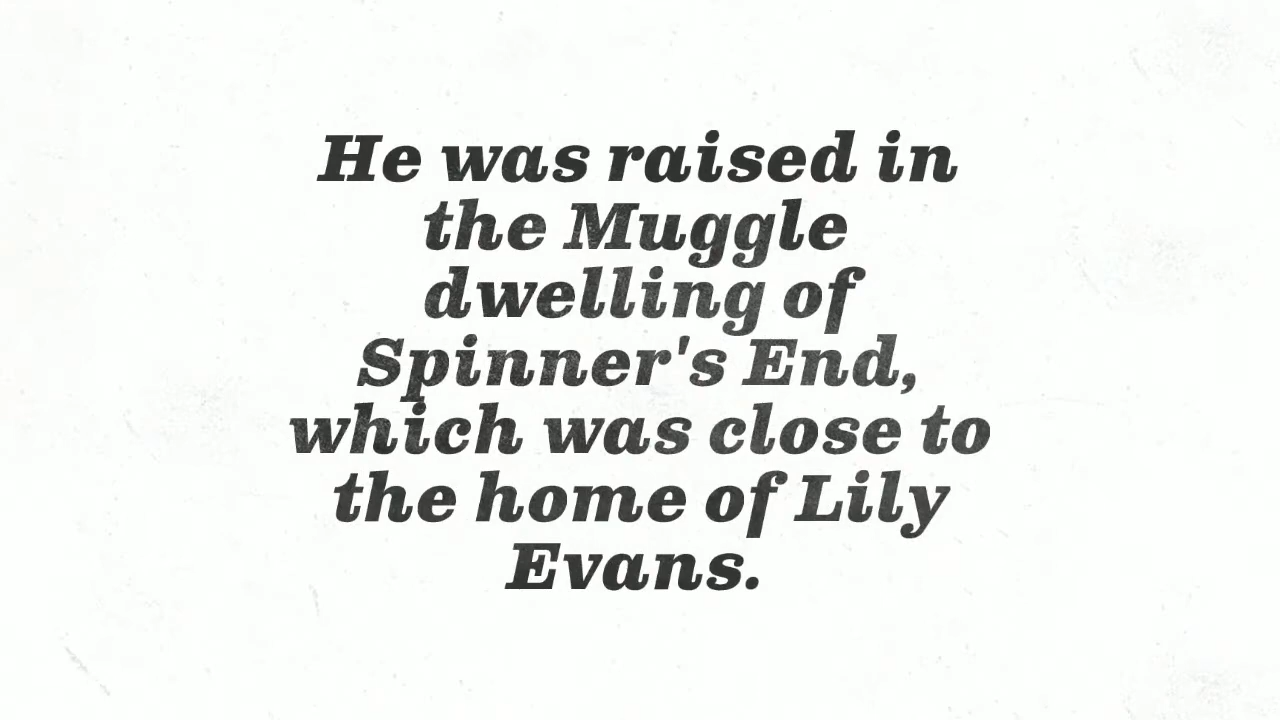 He was raised in
the Muggle
dwelling of
Spinner's End,
which was close to
the home of Lily
Evans.